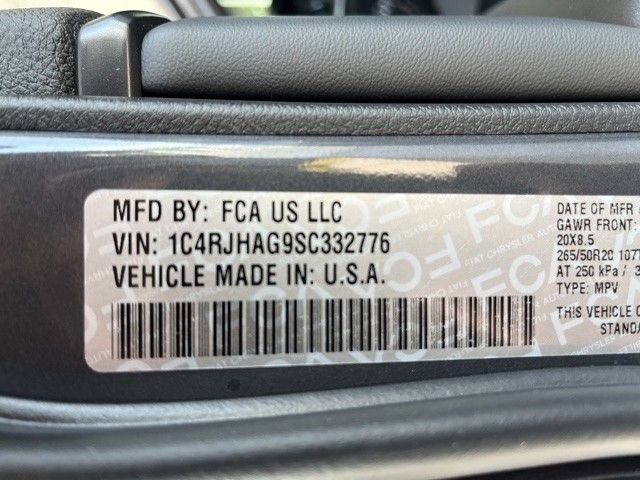 MFD BY: FCA US LLC
VIN: 1C4RJHAG9SC332776
VEHICLE MADE IN: U.S.A.
DATE OF MFR
GAWR FRONT:
20X8.5
265/50R20 107
AT 250 kPa / 3
TYPE: MPV
THIS VEHICLE
STANDA